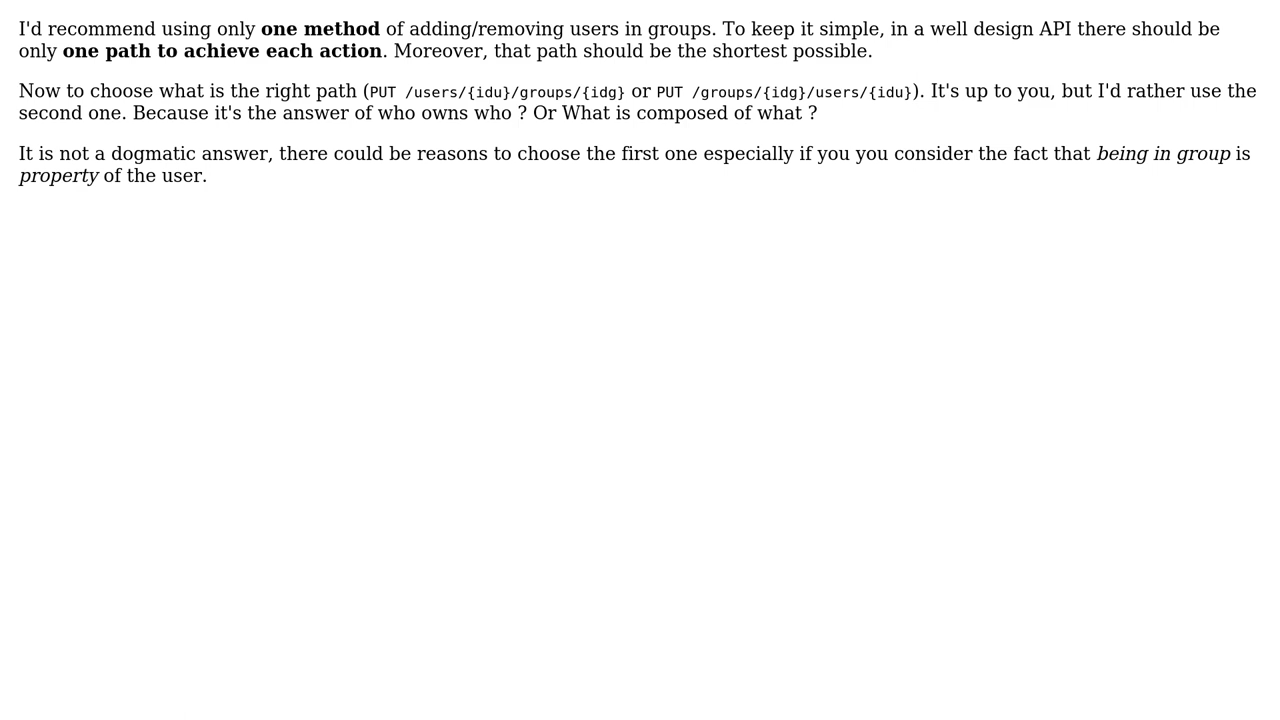 I'd recommend using only one method of adding/removing users in groups. To keep it simple, in a well design API there should be
only one path to achieve each action. Moreover, that path should be the shortest possible.
Now to choose what is the right path (PUT /users/{idu}/groups/{idg} or PUT /groups/{idg}/users/{idu}). It's up to you, but I'd rather use the
second one. Because it's the answer of who owns who ? Or What is composed of what ?
It is not a dogmatic answer, there could be reasons to choose the first one especially if you you consider the fact that being in group is
property of the user.